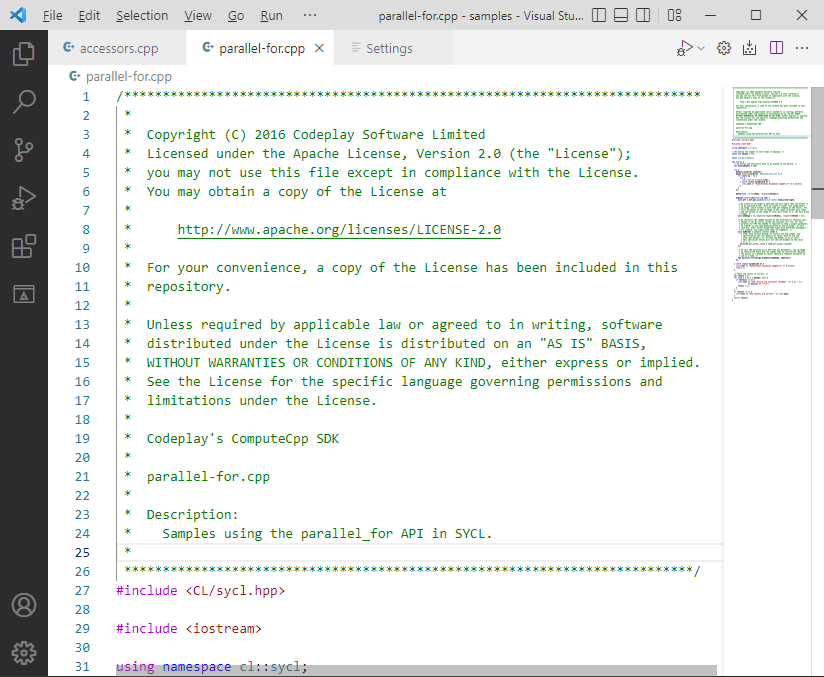 File Edit Selection View Go Run ··· parallel-for.cpp - samples - Visual Stu...
accessors.cpp parallel-for.cpp Settings
parallel-for.cpp
1 /***************************************************************************
2 *
3 * Copyright (C) 2016 Codeplay Software Limited
4 * Licensed under the Apache License, Version 2.0 (the "License");
5 * you may not use this file except in compliance with the License.
6 * You may obtain a copy of the License at
7 *
8 * http://www.apache.org/licenses/LICENSE-2.0
9 *
10 * For your convenience, a copy of the License has been included in this
11 * repository.
12 *
13 * Unless required by applicable law or agreed to in writing, software
14 * distributed under the License is distributed on an "AS IS" BASIS,
15 * WITHOUT WARRANTIES OR CONDITIONS OF ANY KIND, either express or implied.
16 * See the License for the specific language governing permissions and
17 * limitations under the License.
18 *
19 * Codeplay's ComputeCpp SDK
20 *
21 * parallel-for.cpp
22 *
23 * Description:
24 * Samples using the parallel_for API in SYCL.
25 *
26 **************************************************************************/
27 #include <CL/sycl.hpp>
28
29 #include <iostream>
30
31 using namespace cl::sycl;